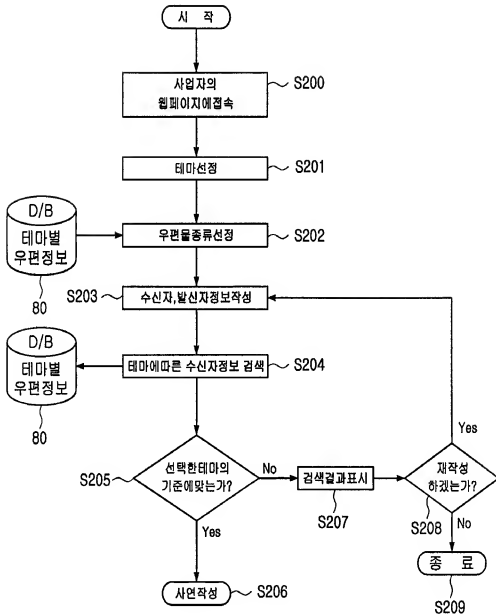 시 작
사업자의
웹페이지에접속
S200
테마선정
S201
D/B
테마별
우편정보
80
우편물종류선정
S202
S203
수신자,발신자정보작성
D/B
테마별
우편정보
80
테마에따른 수신자정보 검색
S204
Yes
S205
선택한테마의
기준에맞는가?
No
검색결과표시
S207
재작성
하겠는가?
S208
Yes
No
사연작성
S206
종 료
S209